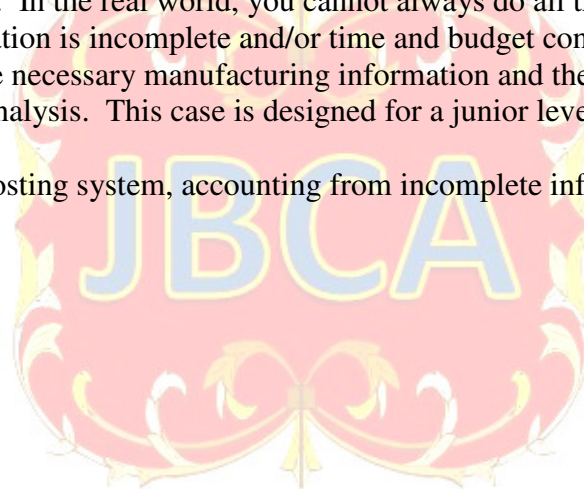 In the real world, you cannot always do all
ation is incomplete and/or time and budget con
e necessary manufacturing information and the
nalysis. This case is designed for a junior leve
osting system, accounting from incomplete inf
JBCA